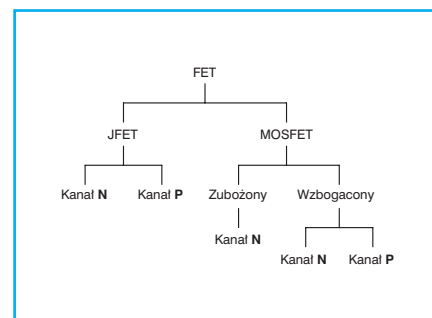 FET
JFET MOSFET
Kanał N Kanał P Zubożony Wzbogacony
Kanał N
Kanał N Kanał P